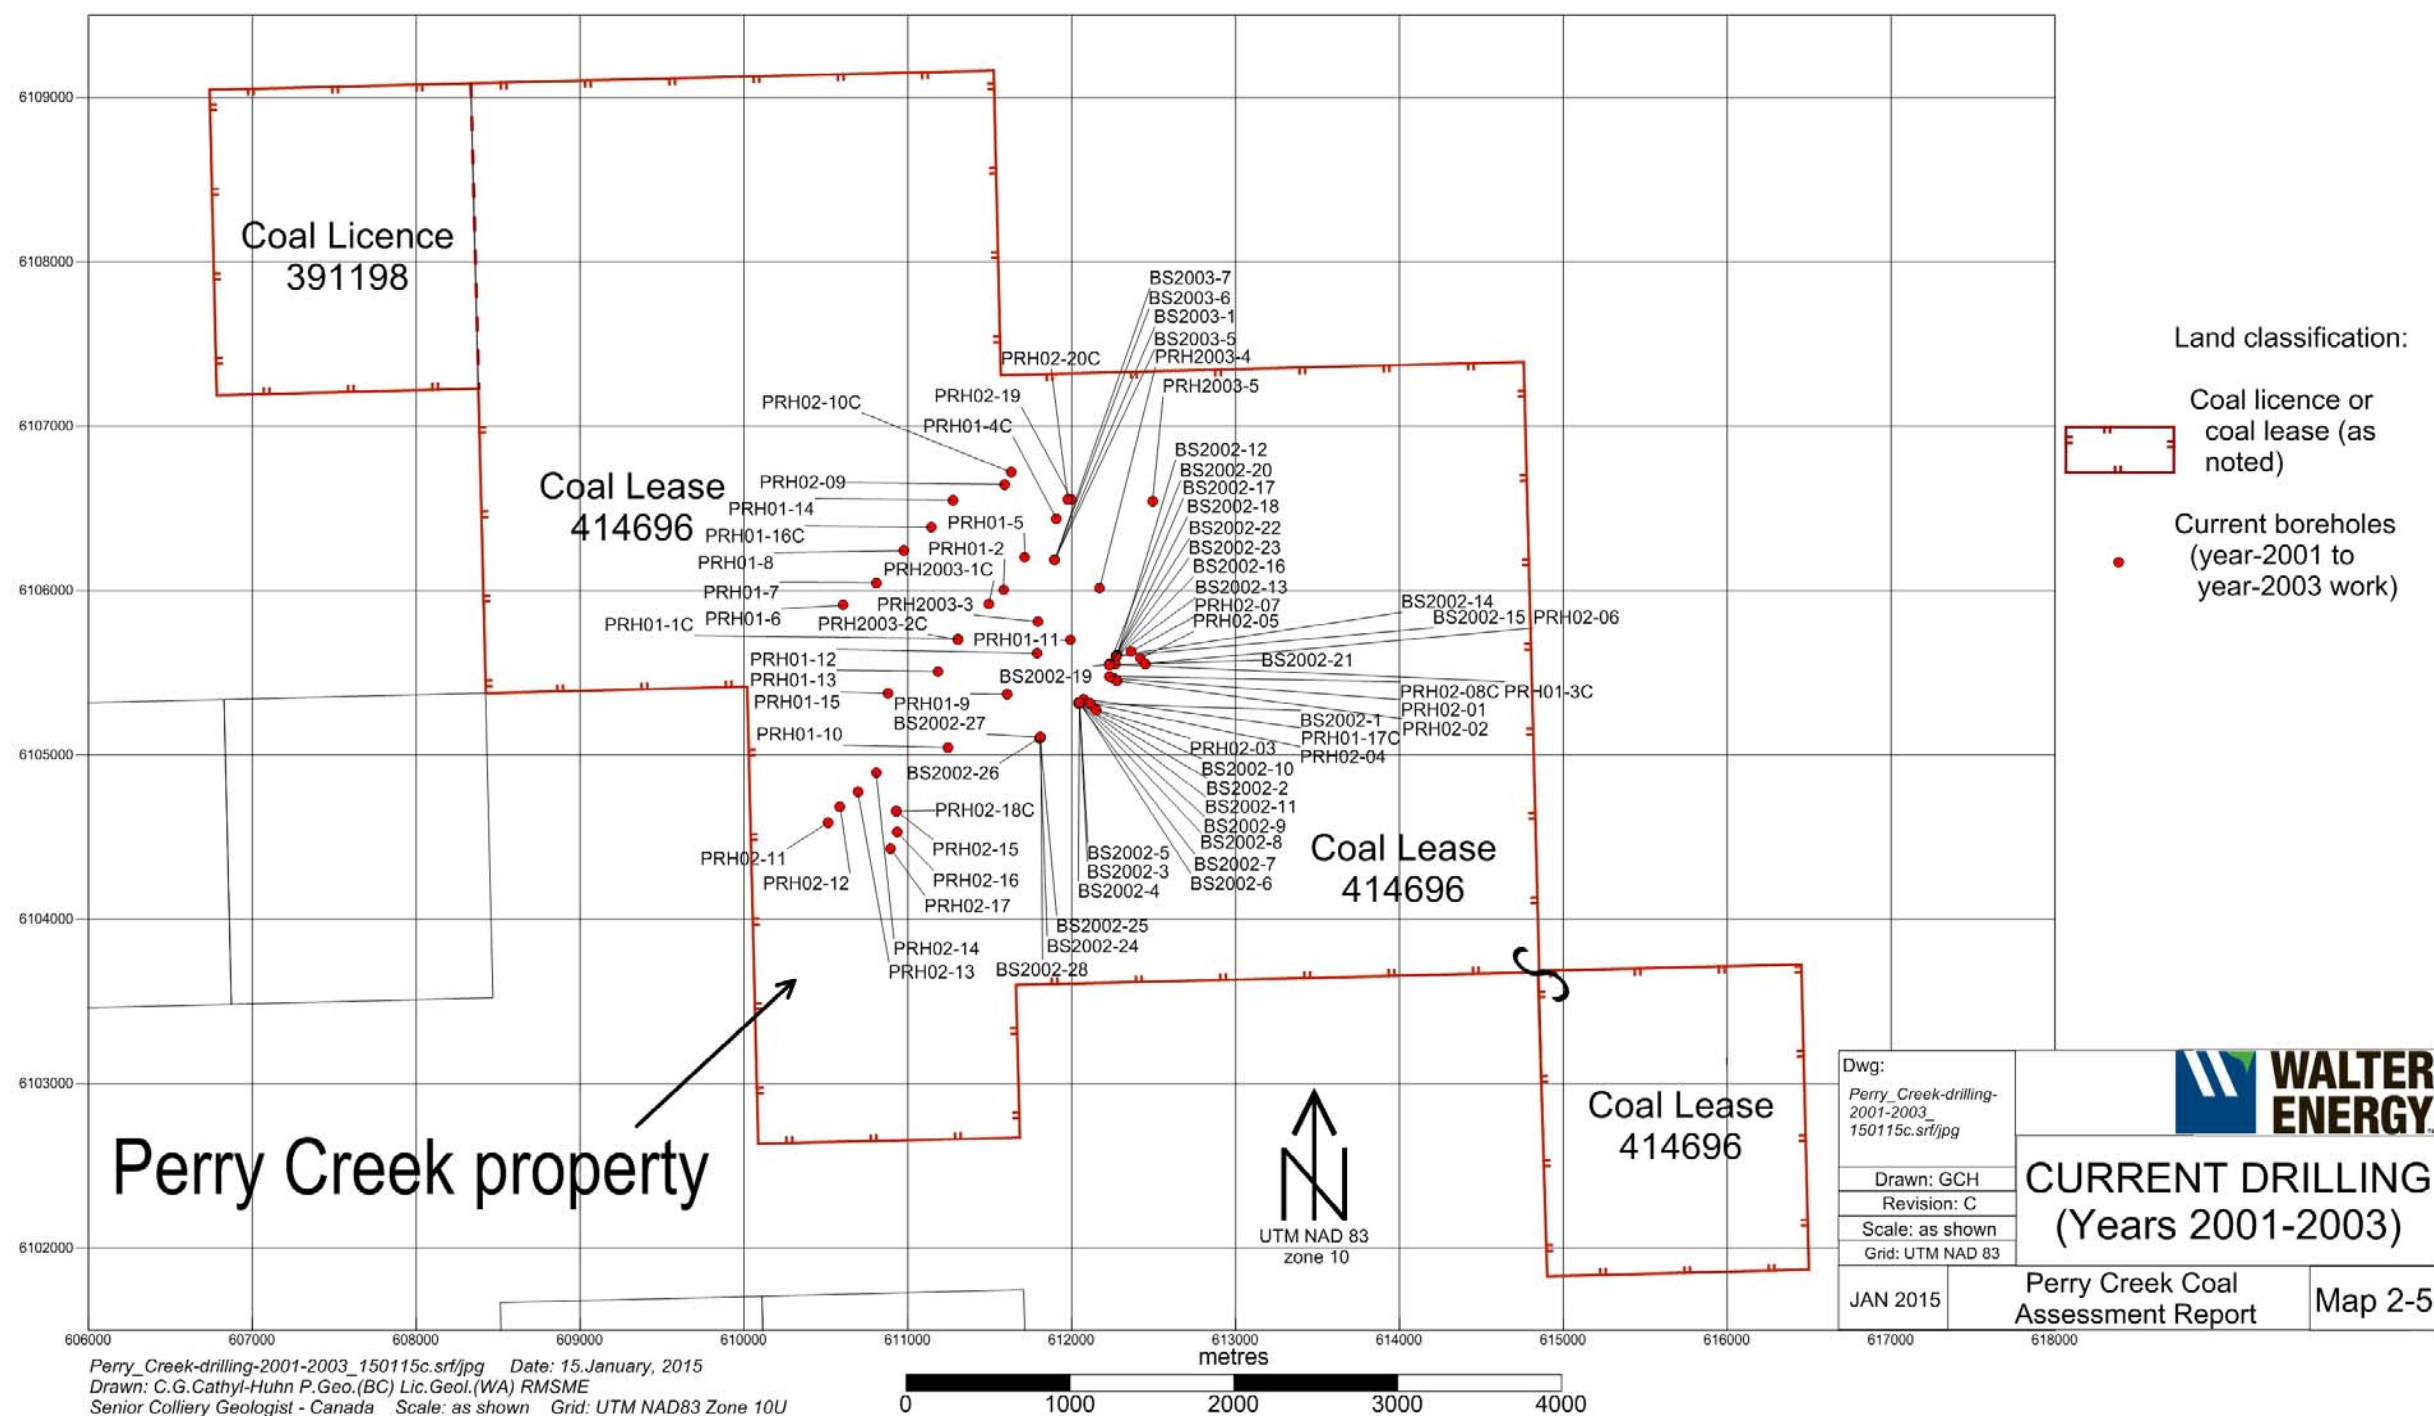 6109000
6108000
6107000
6106000
6105000
6104000
6103000
6102000
Coal Licence
391198
BS2003-7
BS2003-6
BS2003-1
BS2003-5
PRH02-20C
PRH2003-4
PRH2003-5
PRH02-19
PRH02-10C
PRH01-4C
BS2002-12
BS2002-20
BS2002-17
BS2002-18
BS2002-22
BS2002-23
BS2002-16
BS2002-13
PRH02-07
PRH02-05
Coal Lease
414696
PRH02-09
PRH01-14
PRH01-16C
PRH01-5
PRH01-8
PRH01-2
PRH2003-1C
PRH01-7
PRH2003-3
PRH01-6
PRH2003-2C
PRH01-1C
PRH01-11
BS2002-14
BS2002-15
PRH02-06
PRH01-12
PRH01-13
BS2002-19
BS2002-21
PRH01-15
PRH01-9
PRH02-08C
PRH01-3C
PRH02-01
PRH02-02
BS2002-27
BS2002-1
PRH01-17C
PRH02-04
PRH01-10
PRH02-03
BS2002-10
BS2002-2
BS2002-11
BS2002-9
BS2002-8
BS2002-7
BS2002-6
BS2002-26
PRH02-18C
PRH02-11
PRH02-15
PRH02-12
PRH02-16
PRH02-17
BS2002-5
BS2002-3
BS2002-4
Coal Lease
414696
BS2002-25
BS2002-24
BS2002-28
PRH02-14
PRH02-13
Perry Creek property
UTM NAD 83
zone 10
Coal Lease
414696
Land classification:
Coal licence or
coal lease (as
noted)
Current boreholes
(year-2001 to
year-2003 work)
Dwg:
Perry_Creek-drilling-
2001-2003_
150115c.srf/jpg
Drawn: GCH
Revision: C
Scale: as shown
Grid: UTM NAD 83
JAN 2015
WALTER
ENERGY
CURRENT DRILLING
(Years 2001-2003)
Perry Creek Coal
Assessment Report
Map 2-5
606000 607000 608000 609000 610000 611000 612000 613000 614000 615000 616000 617000 618000
metres
0 1000 2000 3000 4000
Perry_Creek-drilling-2001-2003_150115c.srf/jpg Date: 15.January, 2015
Drawn: C.G.Cathyl-Huhn P.Geo.(BC) Lic.Geol.(WA) RMSME
Senior Colliery Geologist - Canada Scale: as shown Grid: UTM NAD83 Zone 10U